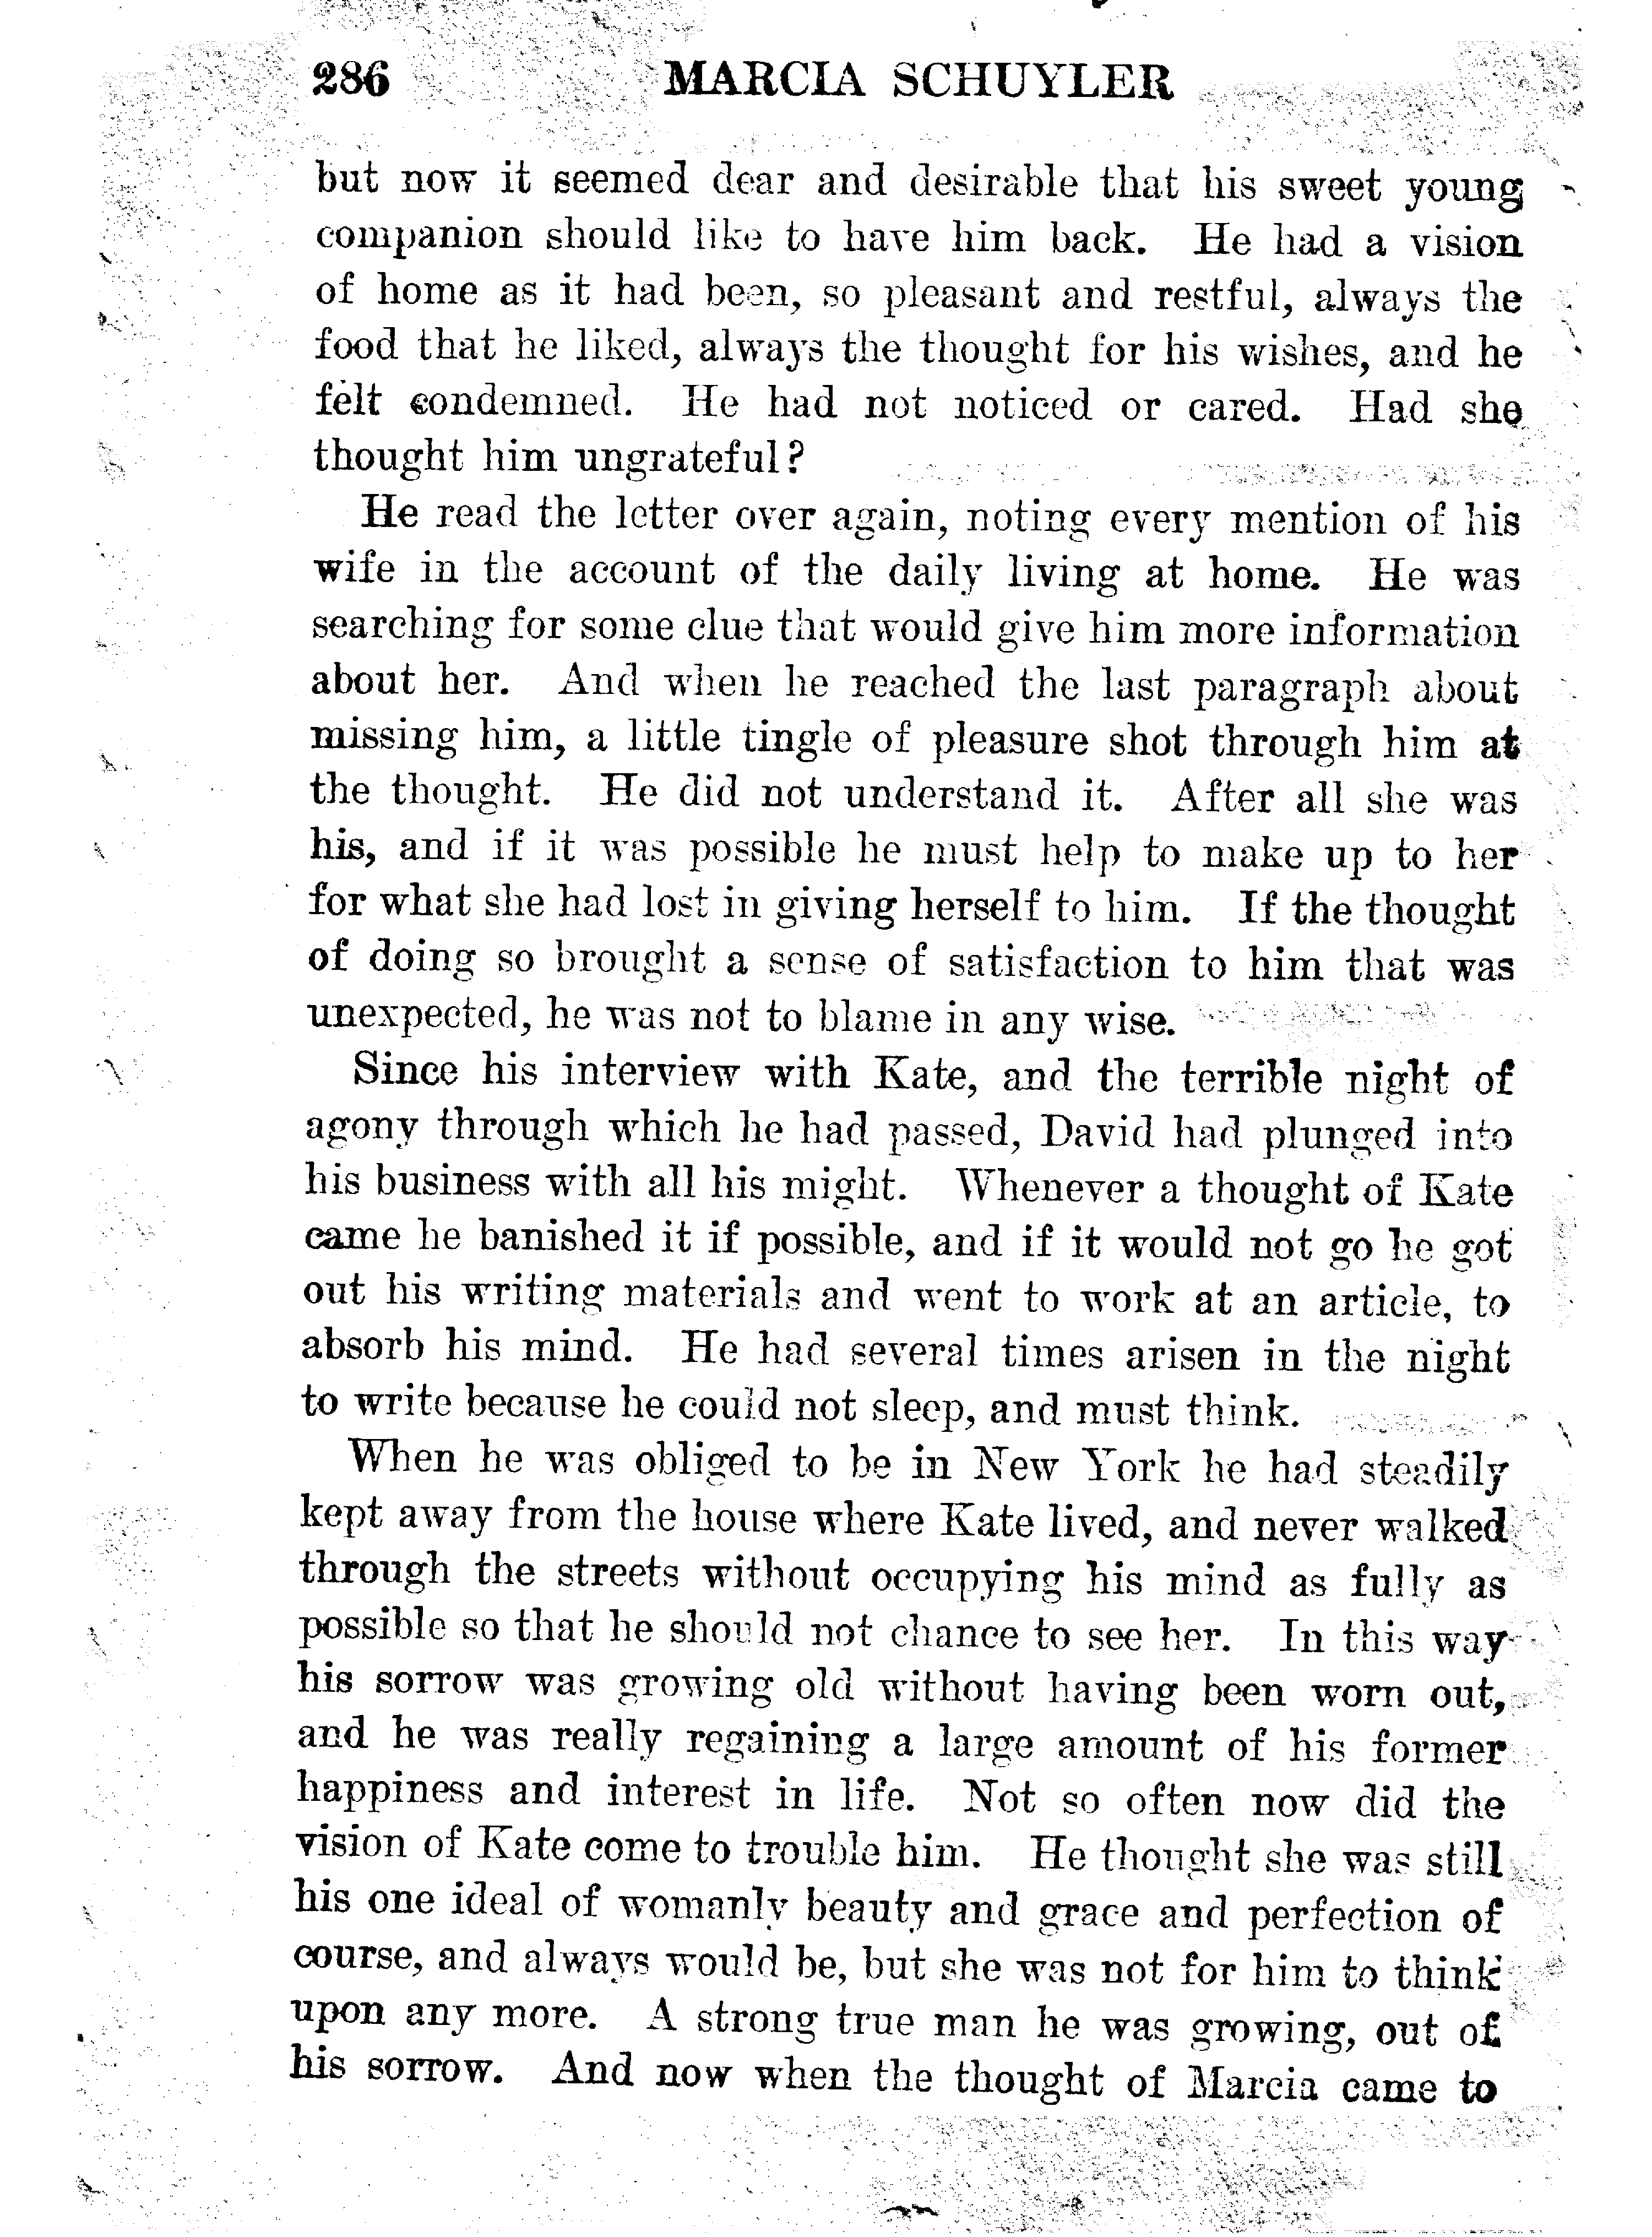 286 MARCIA SCHUYLER
but now it seemed dear and desirable that his sweet young
companion should like to have him back. He had a vision
of home as it had been, so pleasant and restful, always the
food that he liked, always the thought for his wishes, and he
felt condemned. He had not noticed or cared. Had she
thought him ungrateful?
He read the letter over again, noting every mention of his
wife in the account of the daily living at home. He was
searching for some clue that would give him more information
about her. And when he reached the last paragraph about
missing him, a little tingle of pleasure shot through him at
the thought. He did not understand it. After all she was
his, and if it was possible he must help to make up to her
for what she had lost in giving herself to him. If the thought
of doing so brought a sense of satisfaction to him that was
unexpected, he was not to blame in any wise.
Since his interview with Kate, and the terrible night of
agony through which he had passed, David had plunged into
his business with all his might. Whenever a thought of Kate
came he banished it if possible, and if it would not go he got
out his writing materials and went to work at an article, to
absorb his mind. He had several times arisen in the night
to write because he could not sleep, and must think.
When he was obliged to be in New York he had steadily
kept away from the house where Kate lived, and never walked
through the streets without occupying his mind as fully as
possible so that he should not chance to see her. In this way
his sorrow was growing old without having been worn out,
and he was really regaining a large amount of his former
happiness and interest in life. Not so often now did the
vision of Kate come to trouble him. He thought she was still
his one ideal of womanly beauty and grace and perfection of
course, and always would be, but she was not for him to think
upon any more. A strong true man he was growing, out of
his sorrow. And now when the thought of Marcia came to